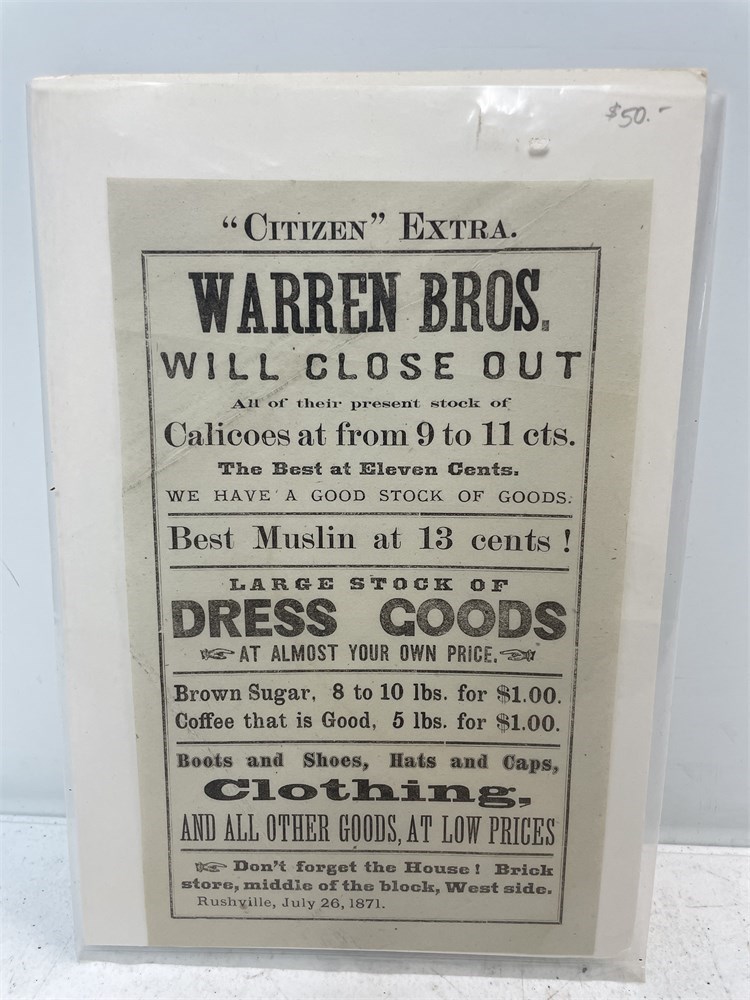 $50.-
"CITIZEN" EXTRA.
WARREN BROS.
WILL CLOSE OUT
All of their present stock of
Calicoes at from 9 to 11 cts.
The Best at Eleven Cents.
WE HAVE A GOOD STOCK OF GOODS.
Best Muslin at 13 cents !
LARGE STOCK OF
DRESS GOODS
AT ALMOST YOUR OWN PRICE.
Brown Sugar, 8 to 10 lbs. for $1.00.
Coffee that is Good, 5 lbs. for $1.00.
Boots and Shoes, Hats and Caps,
Clothing,
AND ALL OTHER GOODS, AT LOW PRICES
Don't forget the House ! Brick
store, middle of the block, West side.
Rushville, July 26, 1871.